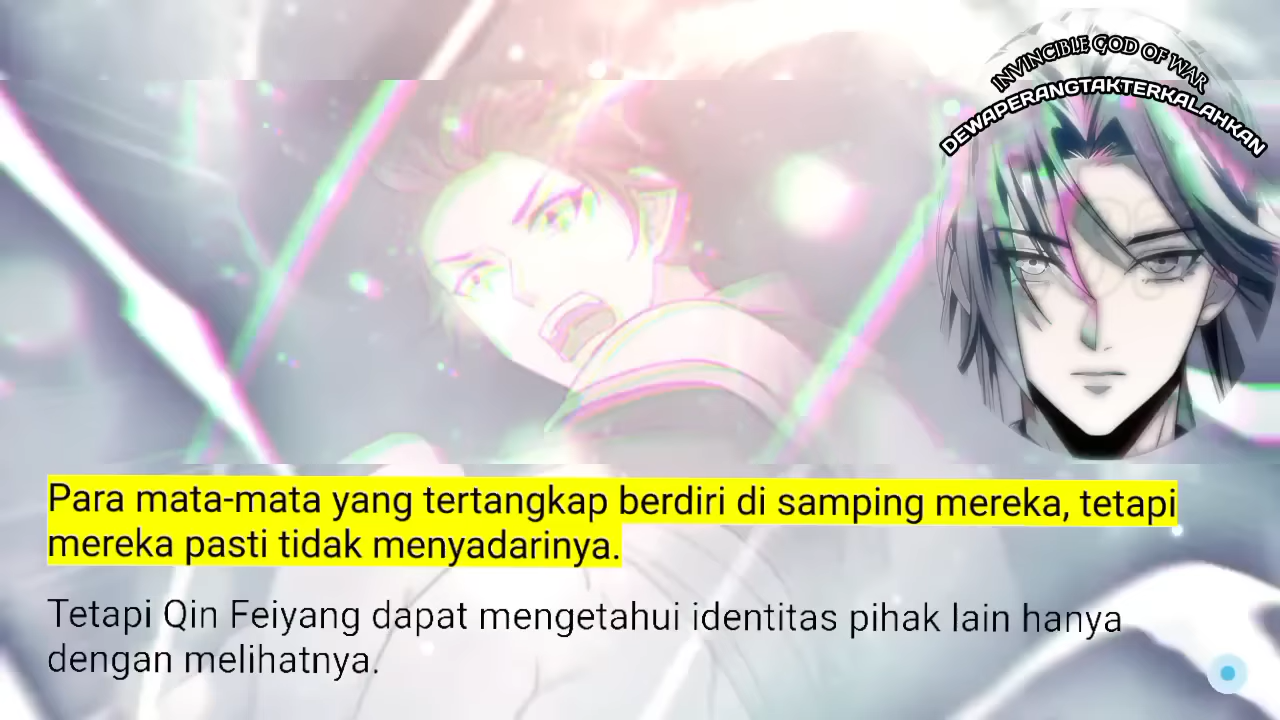 INVINCIBLE GOD OF WAR
DEWAPERANGTAKTERKALAHKAN
Para mata-mata yang tertangkap berdiri di samping mereka, tetapi
mereka pasti tidak menyadarinya.
Tetapi Qin Feiyang dapat mengetahui identitas pihak lain hanya
dengan melihatnya.